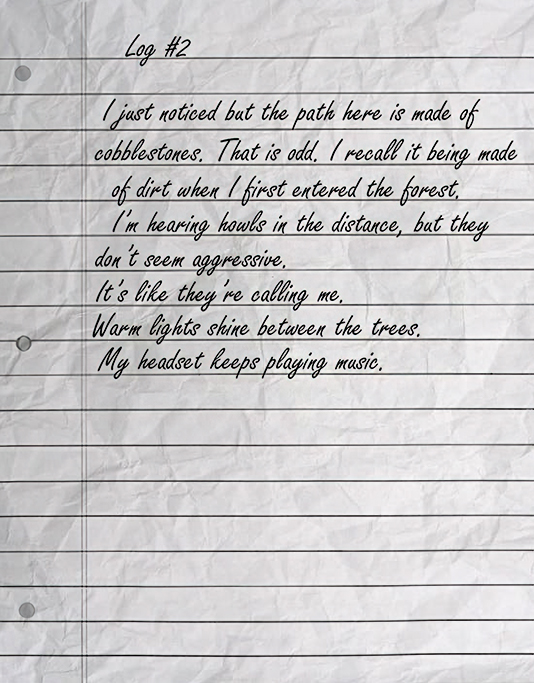 Log #2
I just noticed but the path here is made of
cobblestones. That is odd. I recall it being made
of dirt when I first entered the forest.
I'm hearing howls in the distance, but they
don't seem aggressive.
It's like they're calling me.
Warm lights shine between the trees.
My headset keeps playing music.